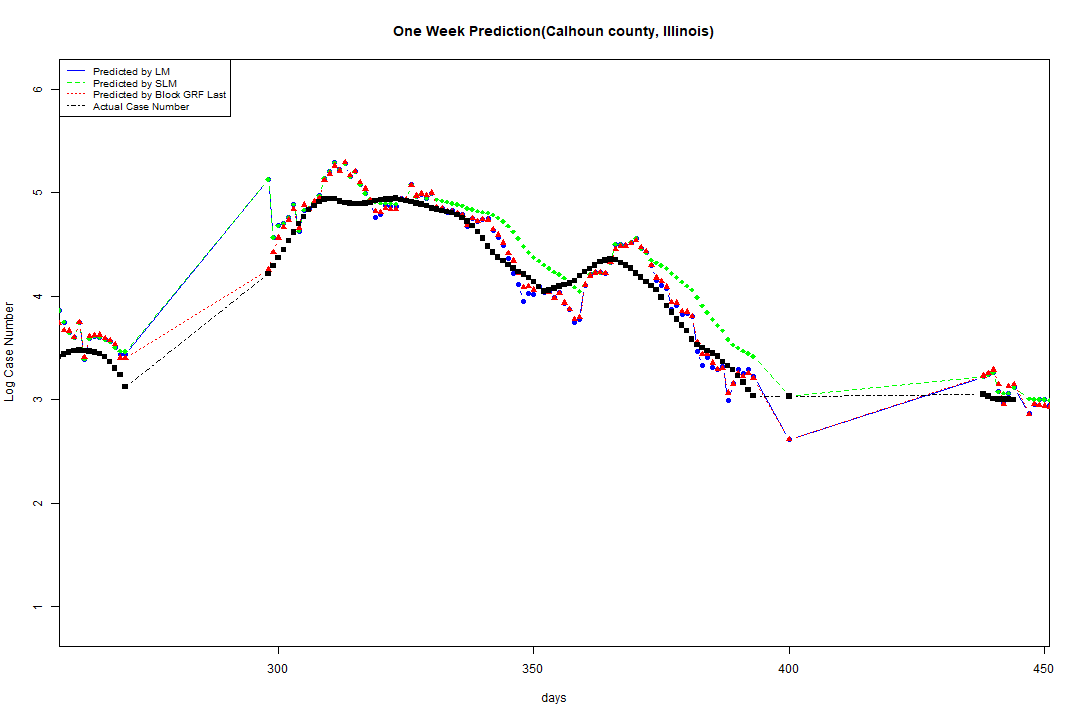 One Week Prediction(Calhoun county, Illinois)
Predicted by LM
Predicted by SLM
Predicted by Block GRF Last
Actual Case Number
6
5
4
3
2
1
Log Case Number
300 350 400 450
days